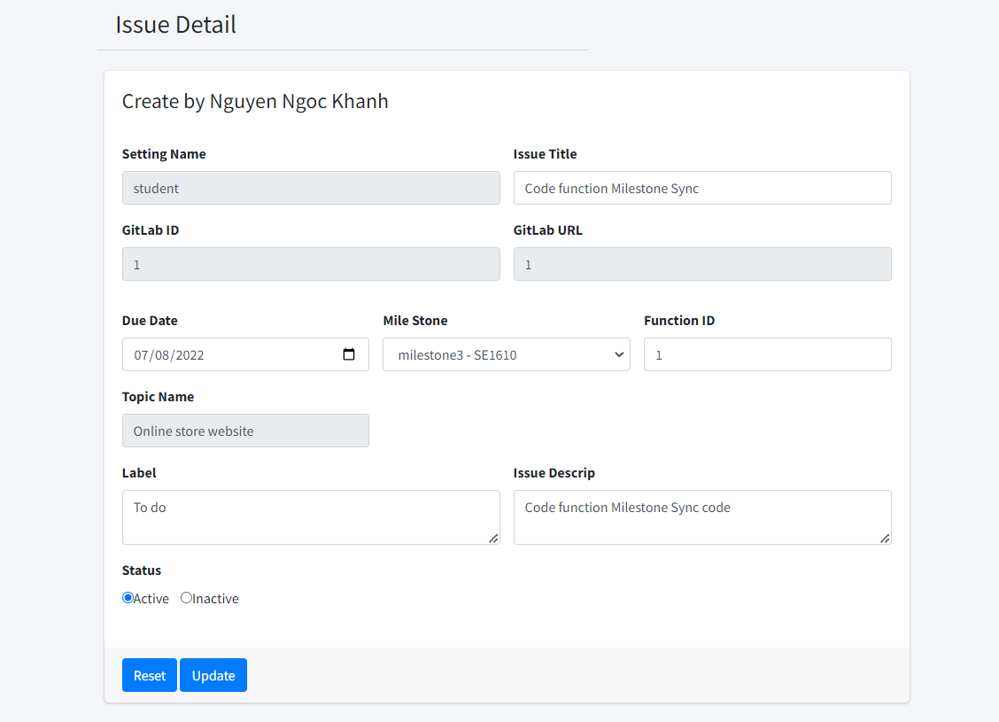 Issue Detail
Create by Nguyen Ngoc Khanh
Setting Name
Issue Title
student
Code function Milestone Sync
GitLab ID
GitLab URL
1
1
Due Date
Mile Stone
Function ID
07/08/2022
milestone3 - SE1610
1
Topic Name
Online store website
Label
Issue Descrip
To do
Code function Milestone Sync code
Status
Active
Inactive
Reset
Update